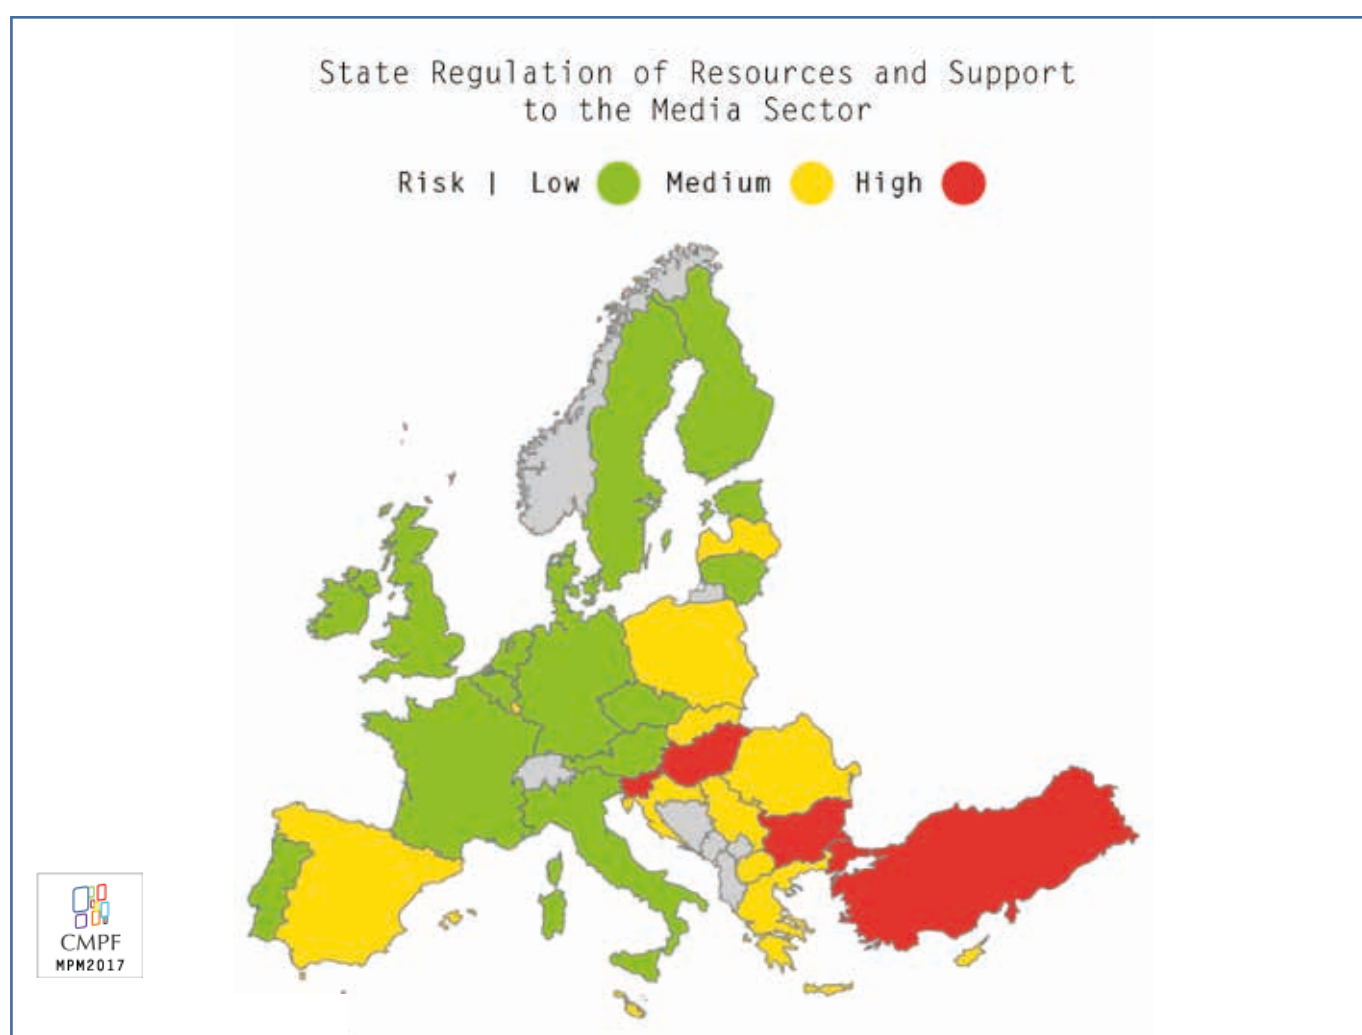 State Regulation of Resources and Support
to the Media Sector
Risk | Low Medium High
CMPF
MPM2017